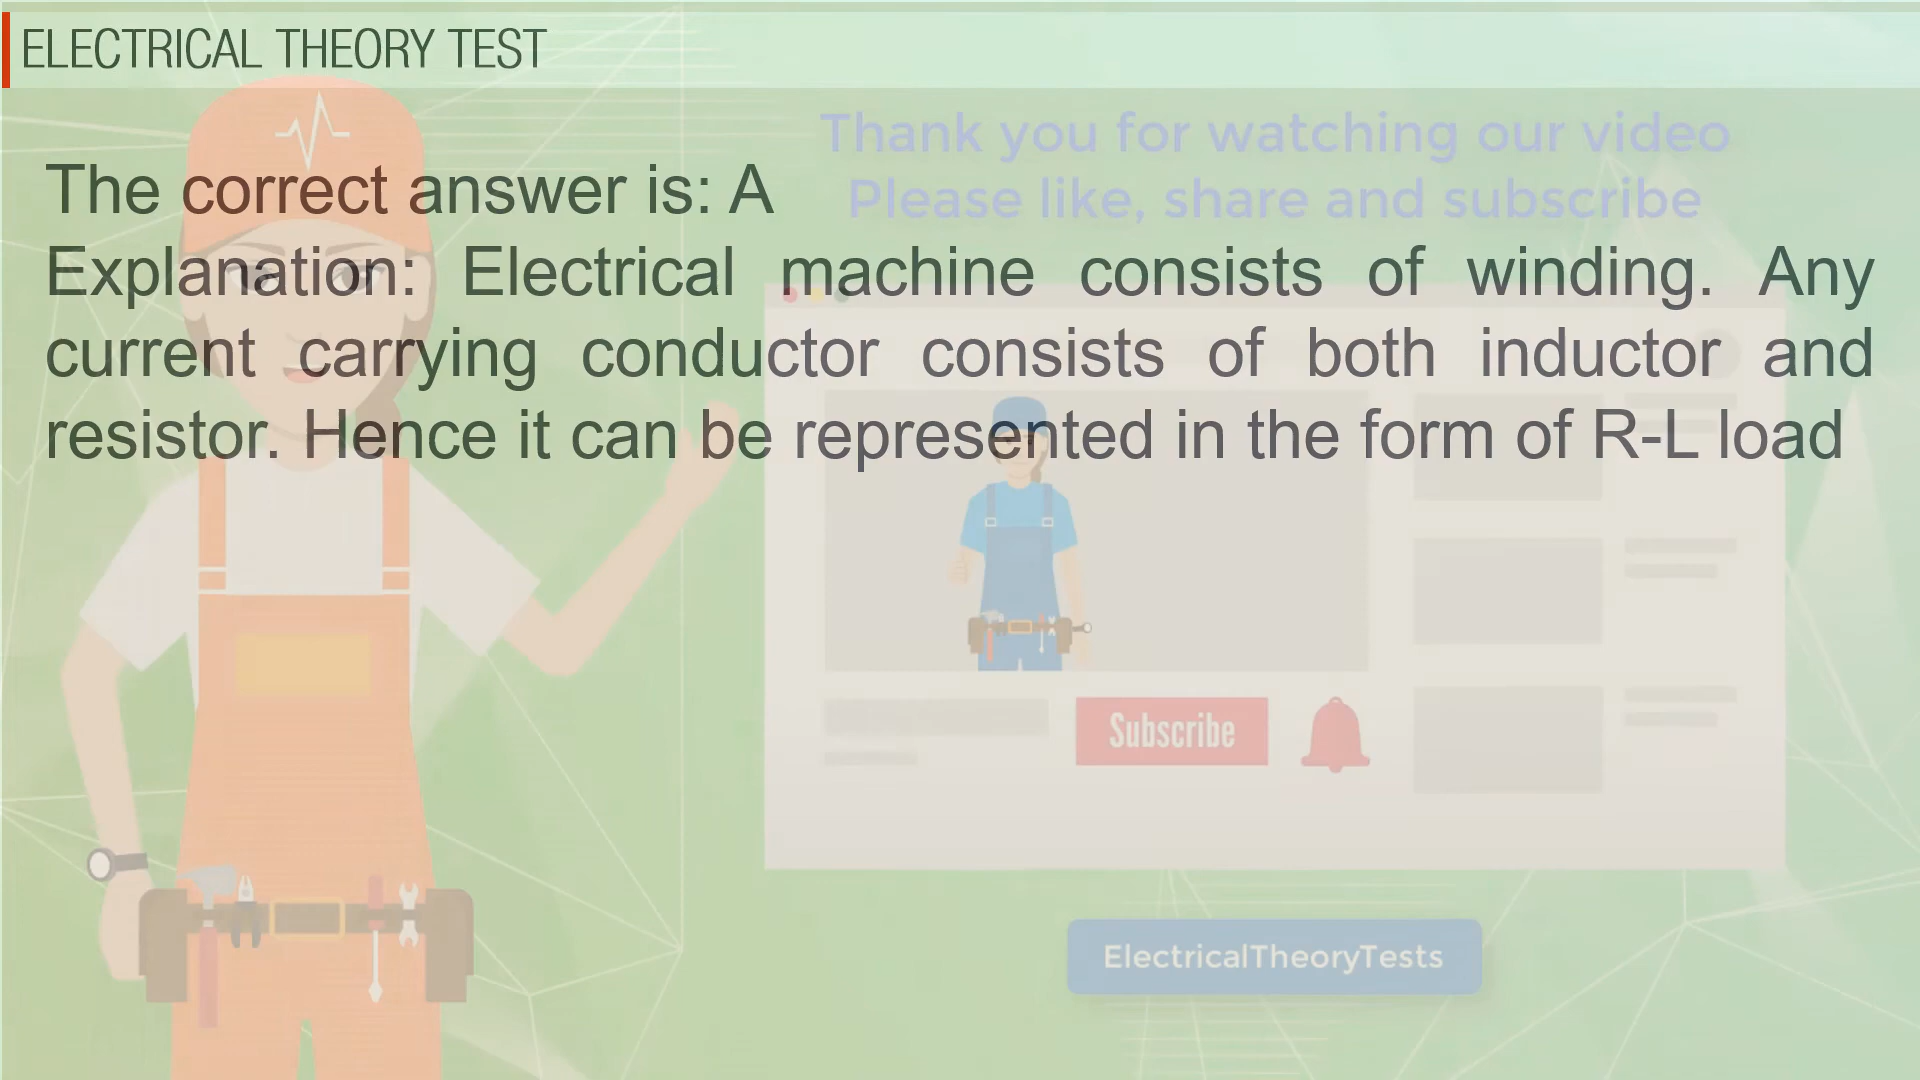 ELECTRICAL THEORY TEST
Thank you for watching our video
Please like, share and subscribe
The correct answer is: A
Explanation: Electrical machine consists of winding. Any
current carrying conductor consists of both inductor and
resistor. Hence it can be represented in the form of R-L load
Subscribe
ElectricalTheoryTests